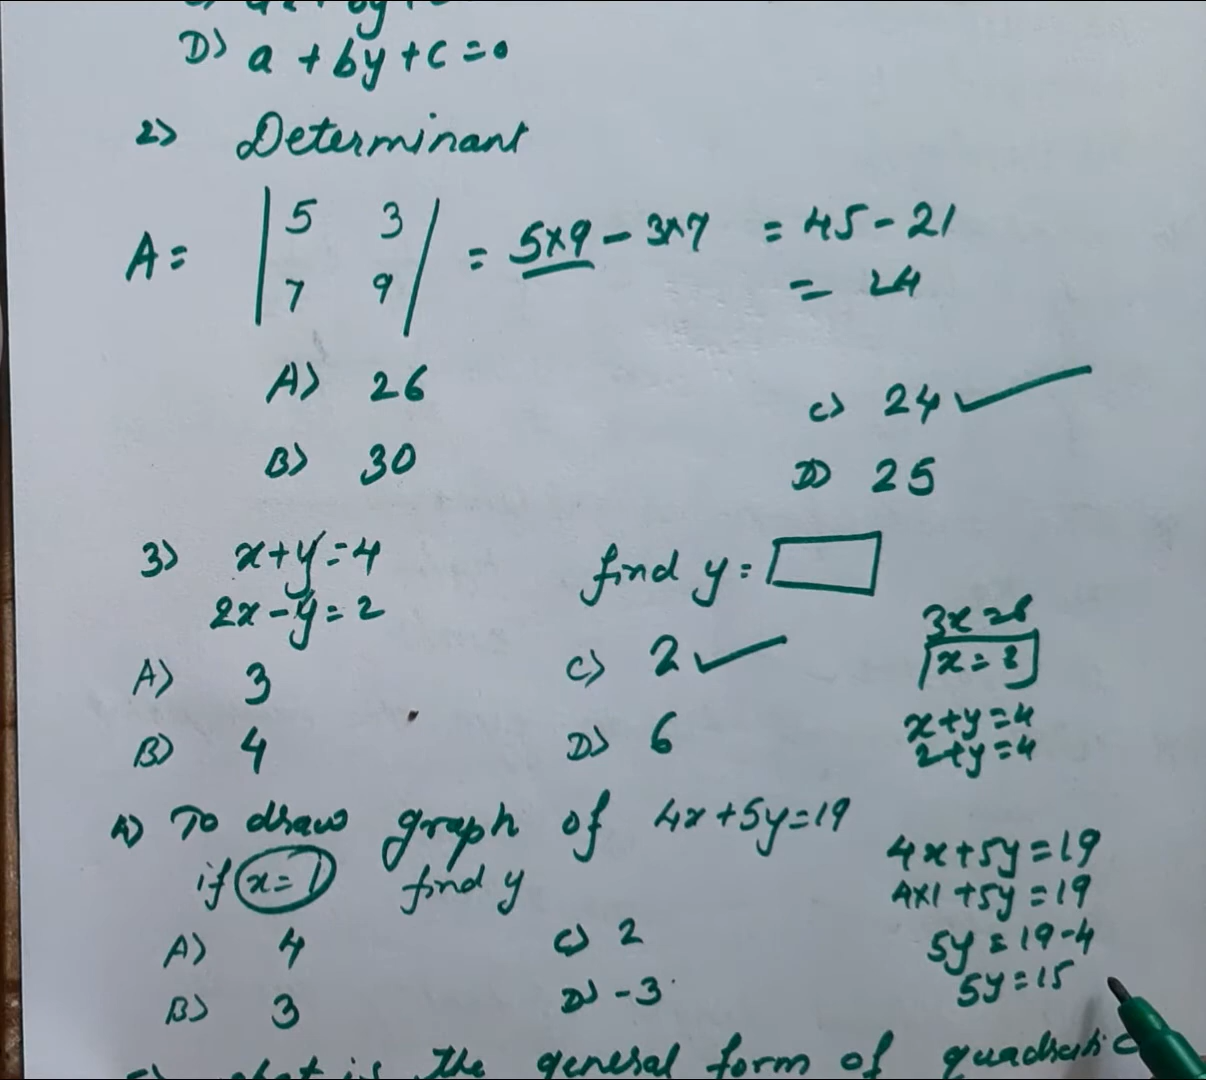 D) a + by + c = 0
2) Determinant
A = | 5 3 | = 5×9 - 3×7 = 45 - 21
| 7 9 | = 24
A) 26
C) 24 ✓
B) 30
D) 25
3) x+y=4 find y =
2x-y=2
3x=6
A) 3 C) 2 ✓ x=2
x+y=4
B) 4 D) 6 2+y=4
4) To draw graph of 4x+5y=19
if x=1 find y
4x+5y=19
4×1+5y=19
A) 4 C) 2 5y=19-4
B) 3 D) -3 5y=15
what is the general form of quadratic